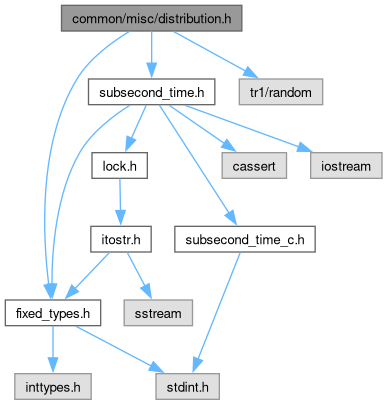 common/misc/distribution.h
subsecond_time.h
tr1/random
lock.h
cassert
iostream
itostr.h
subsecond_time_c.h
fixed_types.h
sstream
inttypes.h
stdint.h